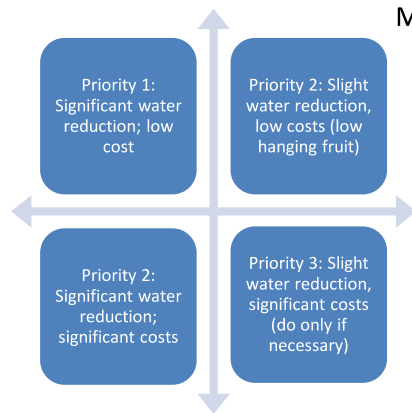 M
Priority 1:
Significant water
reduction; low
cost
Priority 2: Slight
water reduction,
low costs (low
hanging fruit)
Priority 2:
Significant water
reduction;
significant costs
Priority 3: Slight
water reduction,
significant costs
(do only if
necessary)